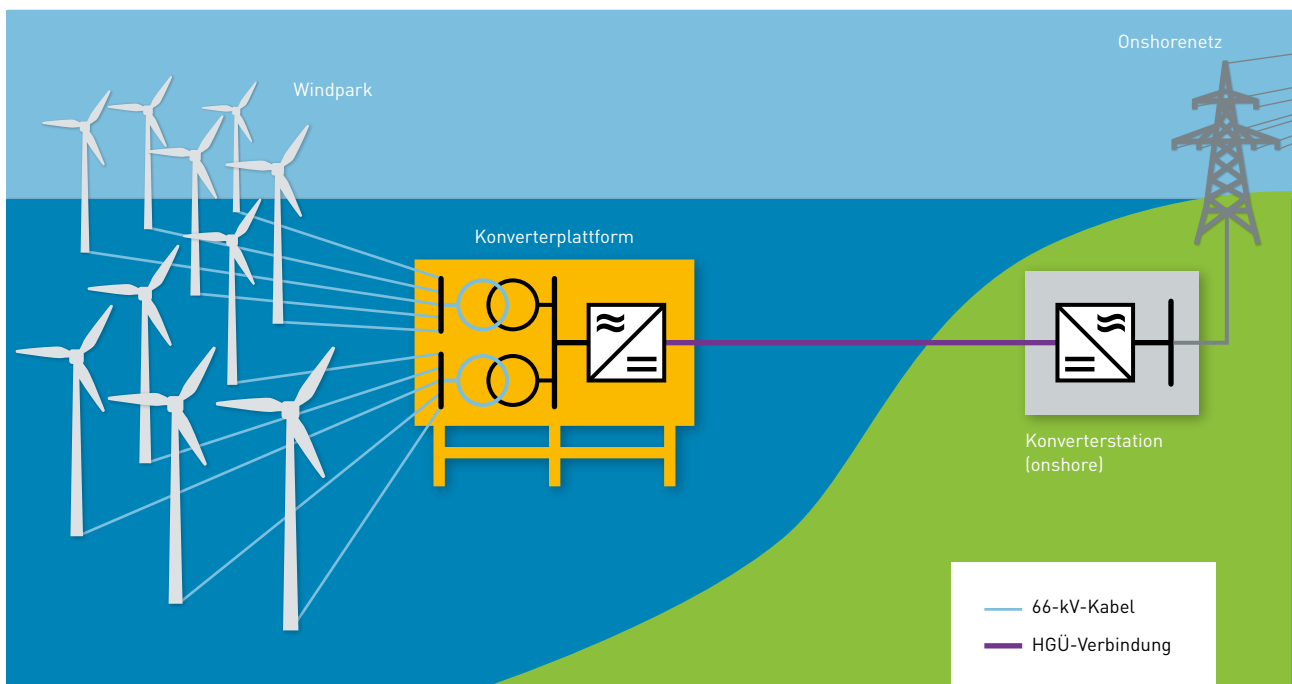 Onshorenetz
Windpark
Konverterplattform
Konverterstation
(onshore)
66-kV-Kabel
HGÜ-Verbindung